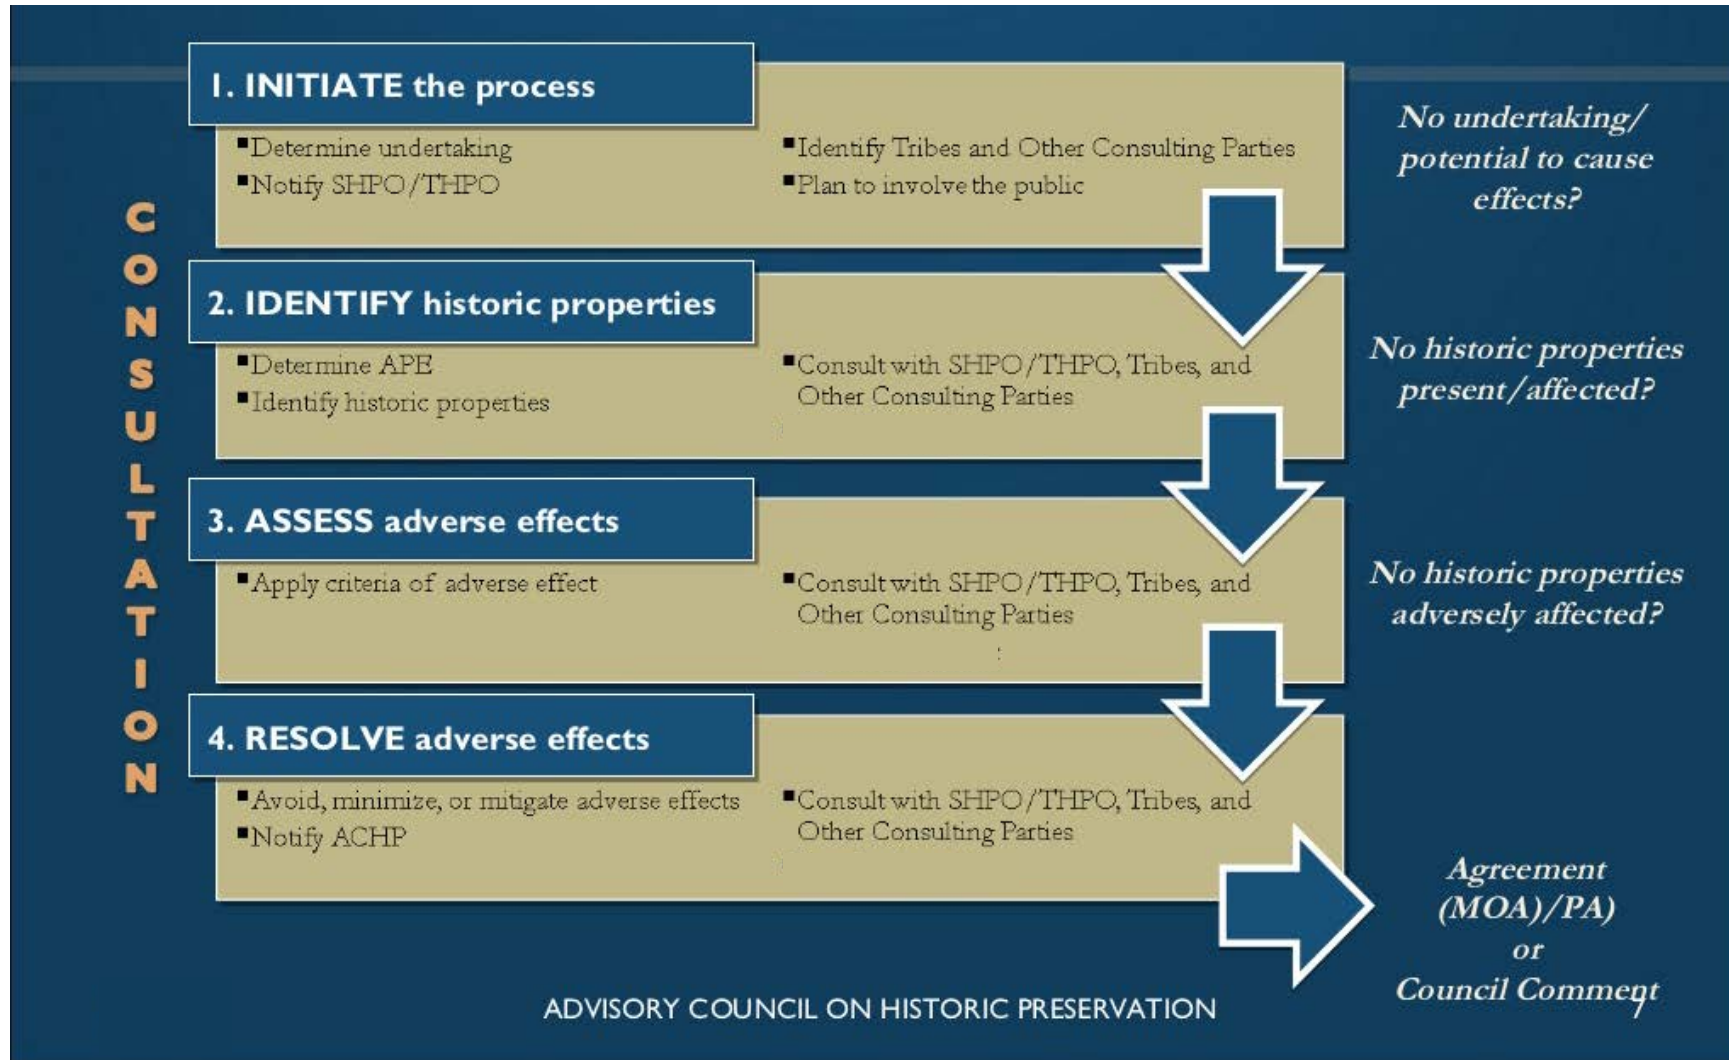 1. INITIATE the process
▪Determine undertaking
▪Notify SHPO/THPO
▪Identify Tribes and Other Consulting Parties
▪Plan to involve the public
No undertaking/
potential to cause
effects?
CONSULTATION
2. IDENTIFY historic properties
▪Determine APE
▪Identify historic properties
▪Consult with SHPO/THPO, Tribes, and
Other Consulting Parties
No historic properties
present/affected?
3. ASSESS adverse effects
▪Apply criteria of adverse effect
▪Consult with SHPO/THPO, Tribes, and
Other Consulting Parties
:
No historic properties
adversely affected?
4. RESOLVE adverse effects
▪Avoid, minimize, or mitigate adverse effects
▪Notify ACHP
▪Consult with SHPO/THPO, Tribes, and
Other Consulting Parties
Agreement
(MOA)/PA)
or
Council Comment
7
ADVISORY COUNCIL ON HISTORIC PRESERVATION